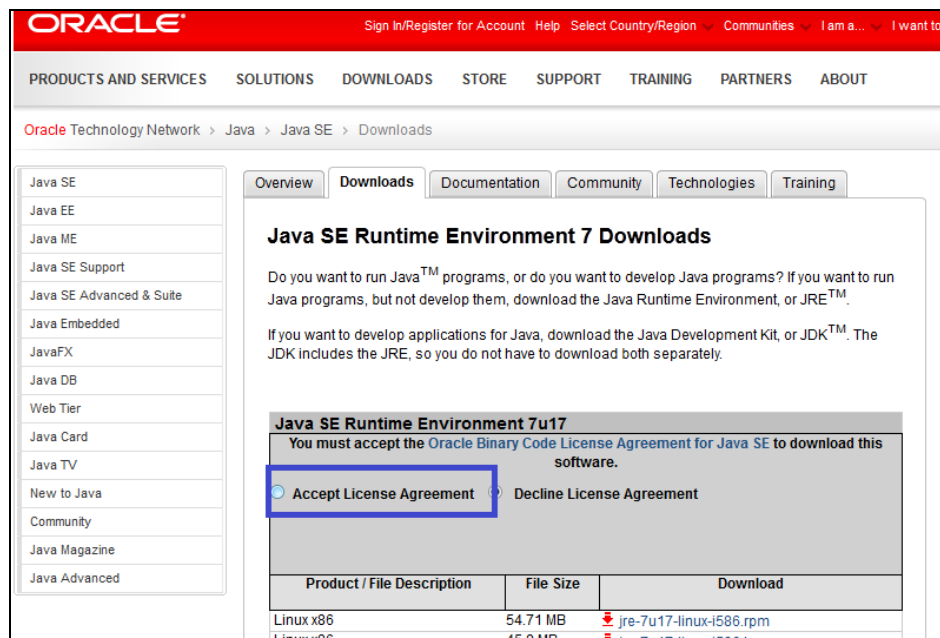 ORACLE
Sign In/Register for Account Help Select Country/Region Communities I am a... I want to
PRODUCTS AND SERVICES SOLUTIONS DOWNLOADS STORE SUPPORT TRAINING PARTNERS ABOUT
Oracle Technology Network > Java > Java SE > Downloads
Java SE
Java EE
Java ME
Java SE Support
Java SE Advanced & Suite
Java Embedded
JavaFX
Java DB
Web Tier
Java Card
Java TV
New to Java
Community
Java Magazine
Java Advanced
Overview Downloads Documentation Community Technologies Training
Java SE Runtime Environment 7 Downloads
Do you want to run Java™ programs, or do you want to develop Java programs? If you want to run
Java programs, but not develop them, download the Java Runtime Environment, or JRE™.
If you want to develop applications for Java, download the Java Development Kit, or JDK™. The
JDK includes the JRE, so you do not have to download both separately.
Java SE Runtime Environment 7u17
You must accept the Oracle Binary Code License Agreement for Java SE to download this
software.
Accept License Agreement Decline License Agreement
Product / File Description File Size Download
Linux x86 54.71 MB jre-7u17-linux-i586.rpm